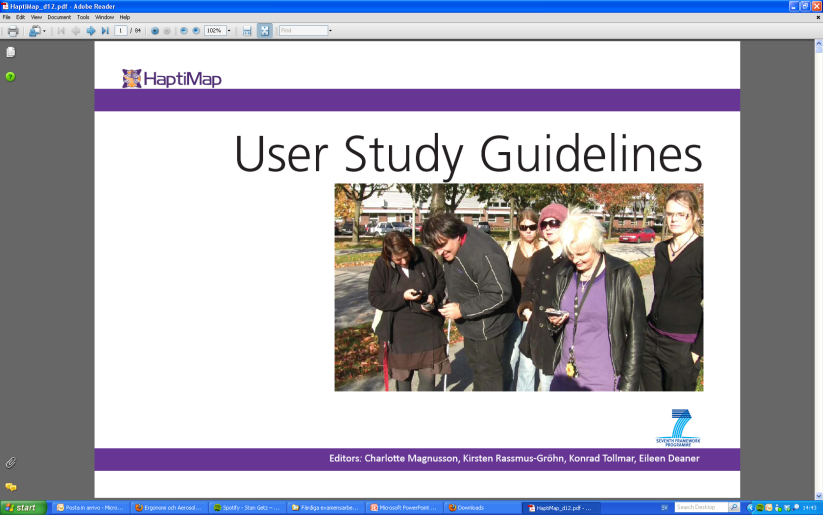 HaptiMap_d12.pdf - Adobe Reader
File Edit View Document Tools Window Help
1 / 84 102% Find
HaptiMap
User Study Guidelines
SEVENTH FRAMEWORK
PROGRAMME
Editors: Charlotte Magnusson, Kirsten Rassmus-Gröhn, Konrad Tollmar, Eileen Deaner
start Posta in arrivo - Micro... Ergonomi och Aerosol... Spotify - Stan Getz – ... Färdiga examensarbe... Microsoft PowerPoint ... Downloads HaptiMap_d12.pdf - ... SV Search Desktop 14:43